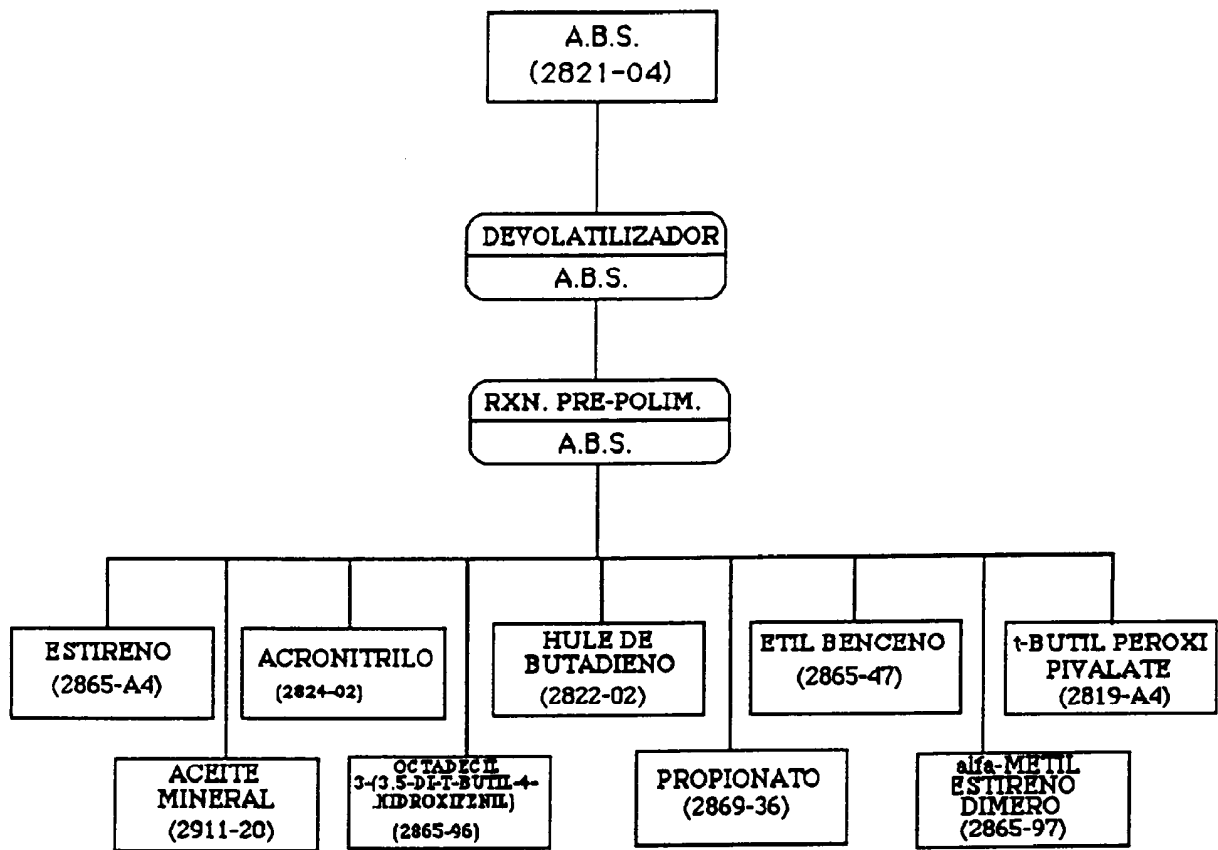 A.B.S.
(2821-04)
DEVOLATILIZADOR
A.B.S.
RXN. PRE-POLIM.
A.B.S.
ESTIRENO
(2865-A4)
ACRONITRILO
(2824-02)
HULE DE
BUTADIENO
(2822-02)
ETIL BENCENO
(2865-47)
t-BUTIL PEROXI
PIVALATE
(2819-A4)
ACEITE
MINERAL
(2911-20)
OCTADECIL
3-(3.5-DI-T-BUTIL-4-
HIDROXIFENIL)
(2865-96)
PROPIONATO
(2869-36)
alfa-METIL
ESTIRENO
DIMERO
(2865-97)